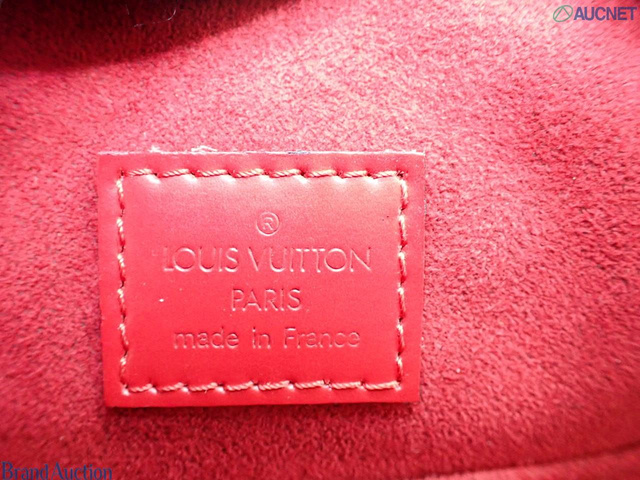 AUCNET
®
LOUIS VUITTON
PARIS
made in France
Brand Auction